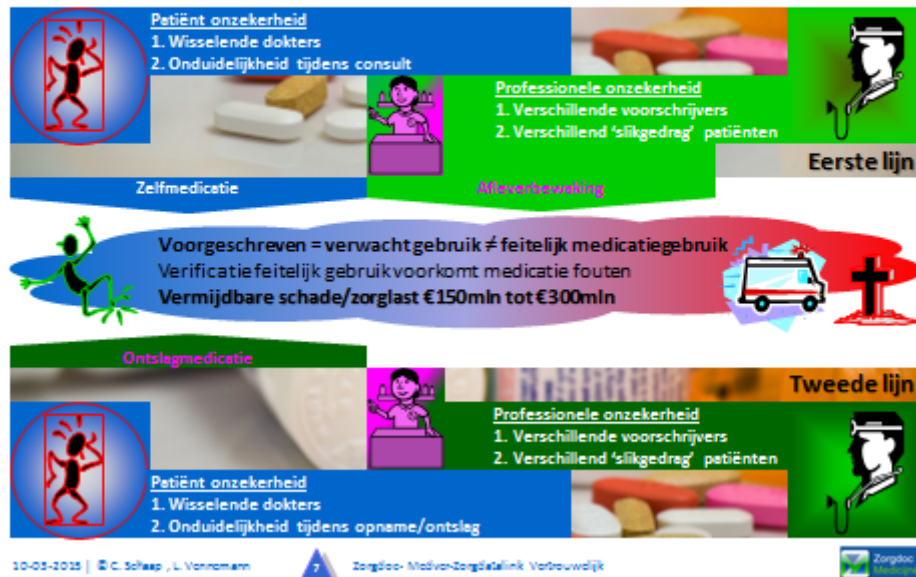 Patiënt onzekerheid
1. Wisselende dokters
2. Onduidelijkheid tijdens consult
Professionele onzekerheid
1. Verschillende voorschrijvers
2. Verschillend ‘slikgedrag’ patiënten
Eerste lijn
Zelfmedicatie
Afleverbewaking
Voorgeschreven = verwacht gebruik ≠ feitelijk medicatiegebruik
Verificatie feitelijk gebruik voorkomt medicatie fouten
Vermijdbare schade/zorglast €150mln tot €300mln
Ontslagmedicatie
Tweede lijn
Professionele onzekerheid
1. Verschillende voorschrijvers
2. Verschillend ‘slikgedrag’ patiënten
Patiënt onzekerheid
1. Wisselende dokters
2. Onduidelijkheid tijdens opname/ontslag
10-03-2015 | © C. Schaap , L.
7
Zorgdoc- Medver-Zorgdatalink Vertrouwelijk
Zorgdoc
Medicijn